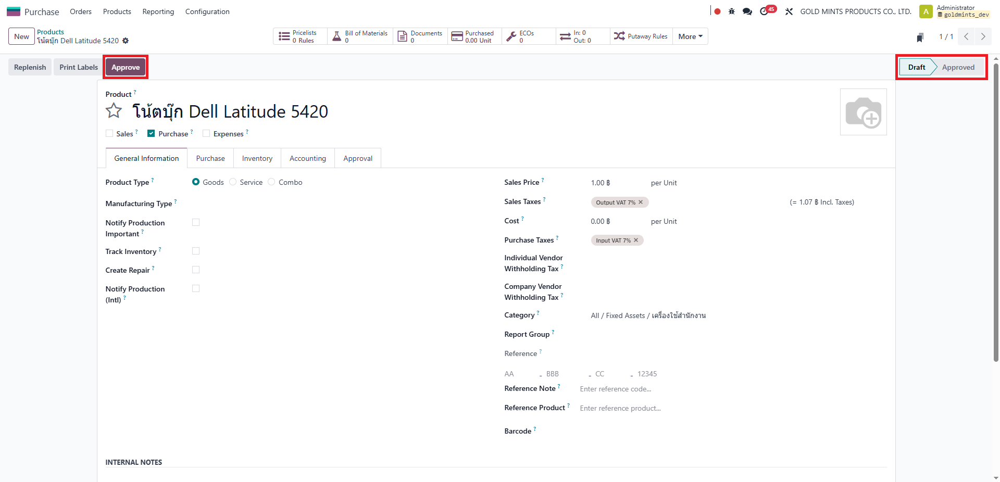 Purchase Orders Products Reporting Configuration 45 GOLD MINTS PRODUCTS CO., LTD. A Administrator
goldmints_dev
New Products
โน้ตบุ๊ก Dell Latitude 5420
Pricelists
0 Rules
Bill of Materials
0
Documents
0
Purchased
0.00 Unit
ECOs
0
In: 0
Out: 0
Putaway Rules
More
1 / 1
Replenish Print Labels Approve Draft Approved
Product ?
โน้ตบุ๊ก Dell Latitude 5420
Sales ? Purchase ? Expenses ?
General Information Purchase Inventory Accounting Approval
Product Type ? Goods Service Combo
Manufacturing Type ?
Notify Production
Important ?
Track Inventory ?
Create Repair ?
Notify Production
(Intl) ?
Sales Price ? 1.00 ฿ per Unit
Sales Taxes ? Output VAT 7% (= 1.07 ฿ Incl. Taxes)
Cost ? 0.00 ฿ per Unit
Purchase Taxes ? Input VAT 7%
Individual Vendor
Withholding Tax ?
Company Vendor
Withholding Tax ?
Category ? All / Fixed Assets / เครื่องใช้สำนักงาน
Report Group ?
Reference ?
AA - BBB - CC - 12345
Reference Note ? Enter reference code...
Reference Product ? Enter reference product...
Barcode ?
INTERNAL NOTES